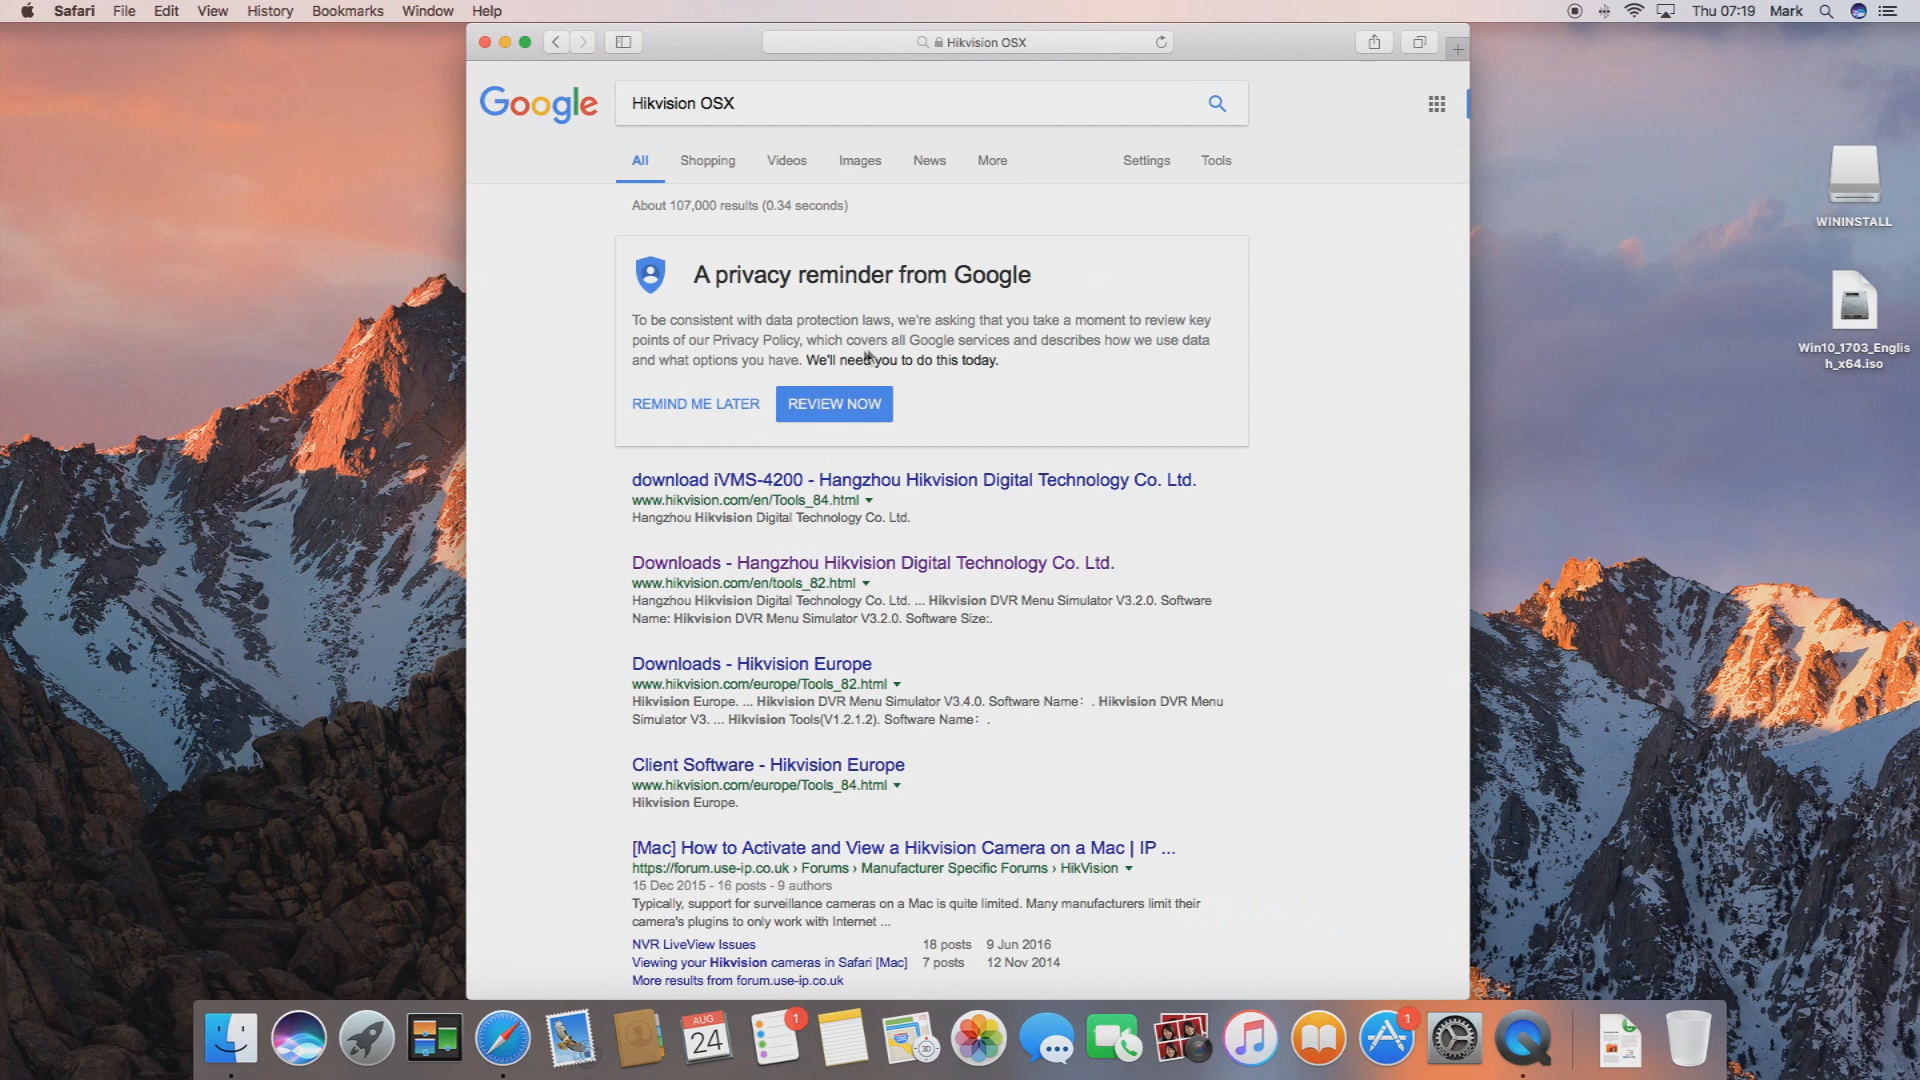 Safari File Edit View History Bookmarks Window Help
Thu 07:19 Mark
Hikvision OSX
Google
Hikvision OSX
All Shopping Videos Images News More Settings Tools
About 107,000 results (0.34 seconds)
A privacy reminder from Google
To be consistent with data protection laws, we're asking that you take a moment to review key
points of our Privacy Policy, which covers all Google services and describes how we use data
and what options you have. We'll need you to do this today.
REMIND ME LATER REVIEW NOW
download iVMS-4200 - Hangzhou Hikvision Digital Technology Co. Ltd.
www.hikvision.com/en/Tools_84.html
Hangzhou Hikvision Digital Technology Co. Ltd.
Downloads - Hangzhou Hikvision Digital Technology Co. Ltd.
www.hikvision.com/en/tools_82.html
Hangzhou Hikvision Digital Technology Co. Ltd. ... Hikvision DVR Menu Simulator V3.2.0. Software
Name: Hikvision DVR Menu Simulator V3.2.0. Software Size:.
Downloads - Hikvision Europe
www.hikvision.com/europe/Tools_82.html
Hikvision Europe. ... Hikvision DVR Menu Simulator V3.4.0. Software Name： . Hikvision DVR Menu
Simulator V3. ... Hikvision Tools(V1.2.1.2). Software Name： .
Client Software - Hikvision Europe
www.hikvision.com/europe/Tools_84.html
Hikvision Europe.
[Mac] How to Activate and View a Hikvision Camera on a Mac | IP ...
https://forum.use-ip.co.uk › Forums › Manufacturer Specific Forums › HikVision
15 Dec 2015 - 16 posts - 9 authors
Typically, support for surveillance cameras on a Mac is quite limited. Many manufacturers limit their
camera's plugins to only work with Internet ...
NVR LiveView Issues 18 posts 9 Jun 2016
Viewing your Hikvision cameras in Safari [Mac] 7 posts 12 Nov 2014
More results from forum.use-ip.co.uk
WININSTALL
Win10_1703_Englis
h_x64.iso
AUG
24
1
3D
1